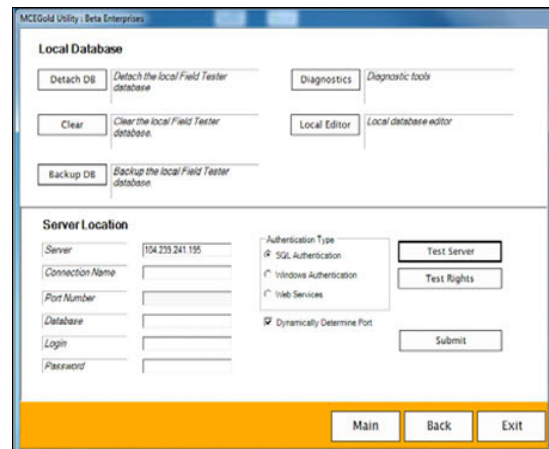 MCEGold Utility : Beta Enterprises
Local Database
Detach DB
Detach the local Field Tester
database
Diagnostics
Diagnostic tools
Clear
Clear the local Field Tester
database.
Local Editor
Local database editor
Backup DB
Backup the local Field Tester
database.
Server Location
Server
104.239.241.195
Connection Name
Port Number
Database
Login
Password
Authentication Type
SQL Authentication
Windows Authentication
Web Services
Dynamically Determine Port
Test Server
Test Rights
Submit
Main
Back
Exit